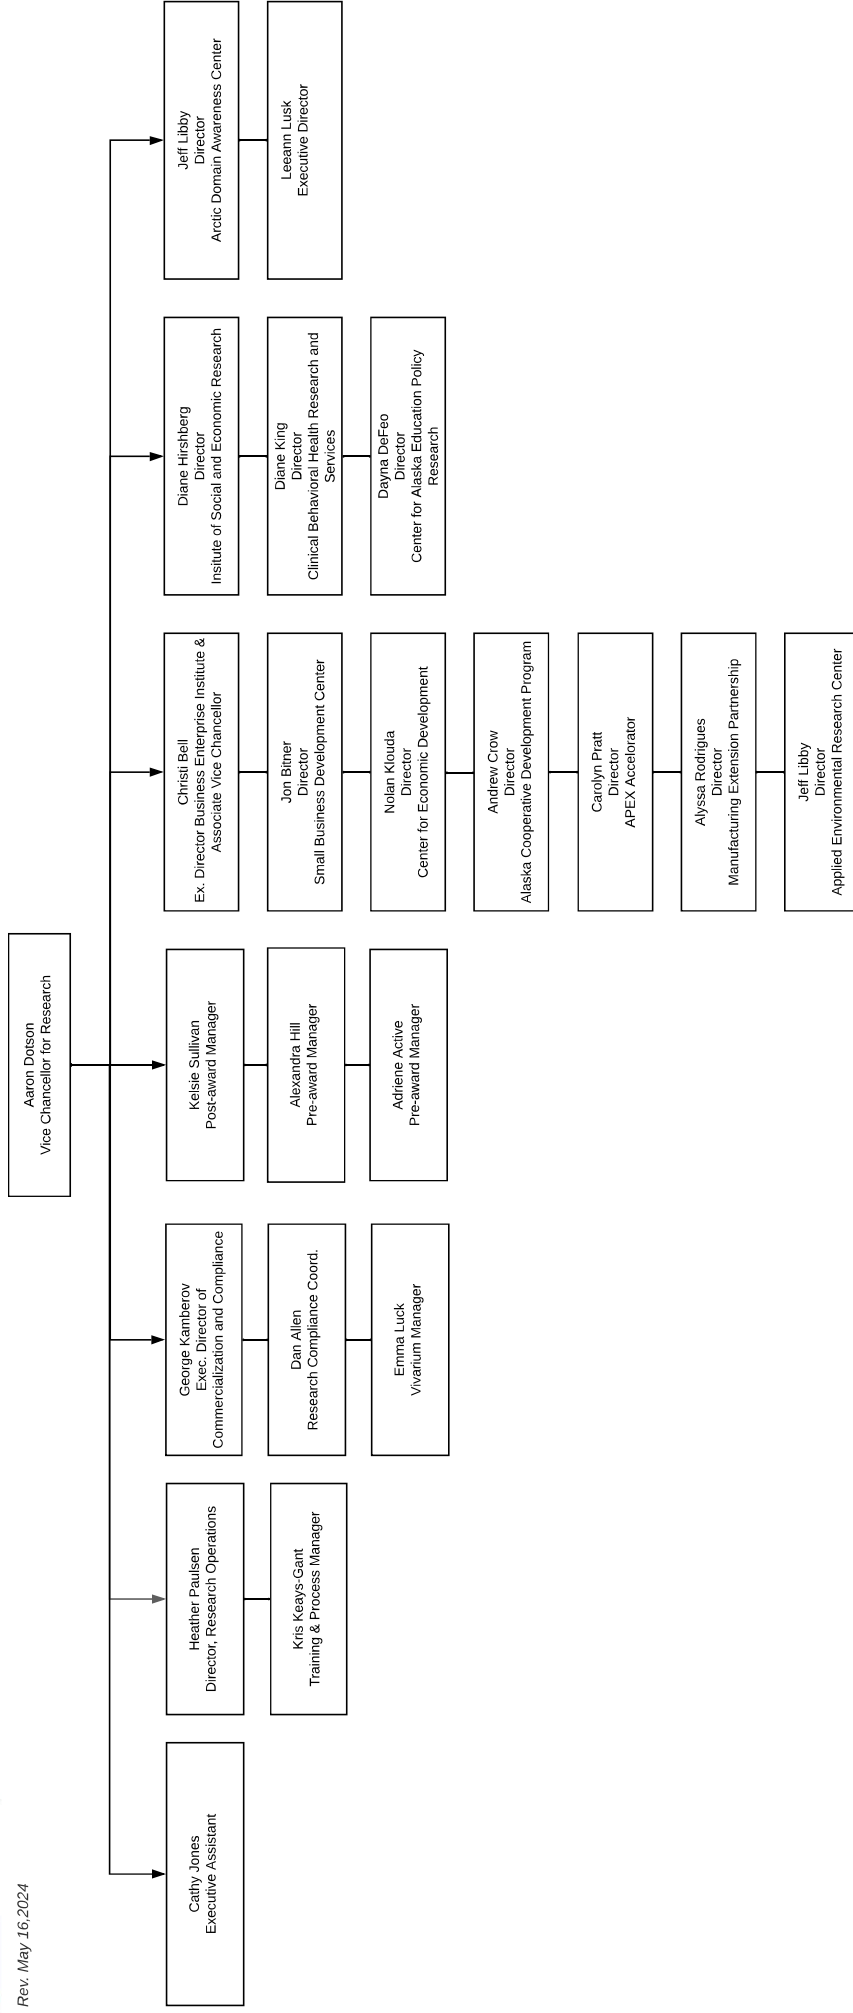 Rev. May 16,2024
Aaron Dotson
Vice Chancellor for Research
Cathy Jones
Executive Assistant
Heather Paulsen
Director, Research Operations
Kris Keays-Gant
Training & Process Manager
George Kamberov
Exec. Director of
Commercialization and Compliance
Dan Allen
Research Compliance Coord.
Emma Luck
Vivarium Manager
Kelsie Sullivan
Post-award Manager
Alexandra Hill
Pre-award Manager
Adriene Active
Pre-award Manager
Christi Bell
Ex. Director Business Enterprise Institute &
Associate Vice Chancellor
Jon Bitner
Director
Small Business Development Center
Nolan Klouda
Director
Center for Economic Development
Andrew Crow
Director
Alaska Cooperative Development Program
Carolyn Pratt
Director
APEX Accelorator
Alyssa Rodrigues
Director
Manufacturing Extension Partnership
Jeff Libby
Director
Applied Environmental Research Center
Diane Hirshberg
Director
Insitute of Social and Economic Research
Diane King
Director
Clinical Behavioral Health Research and
Services
Dayna DeFeo
Director
Center for Alaska Education Policy
Research
Jeff Libby
Director
Arctic Domain Awareness Center
Leeann Lusk
Executive Director